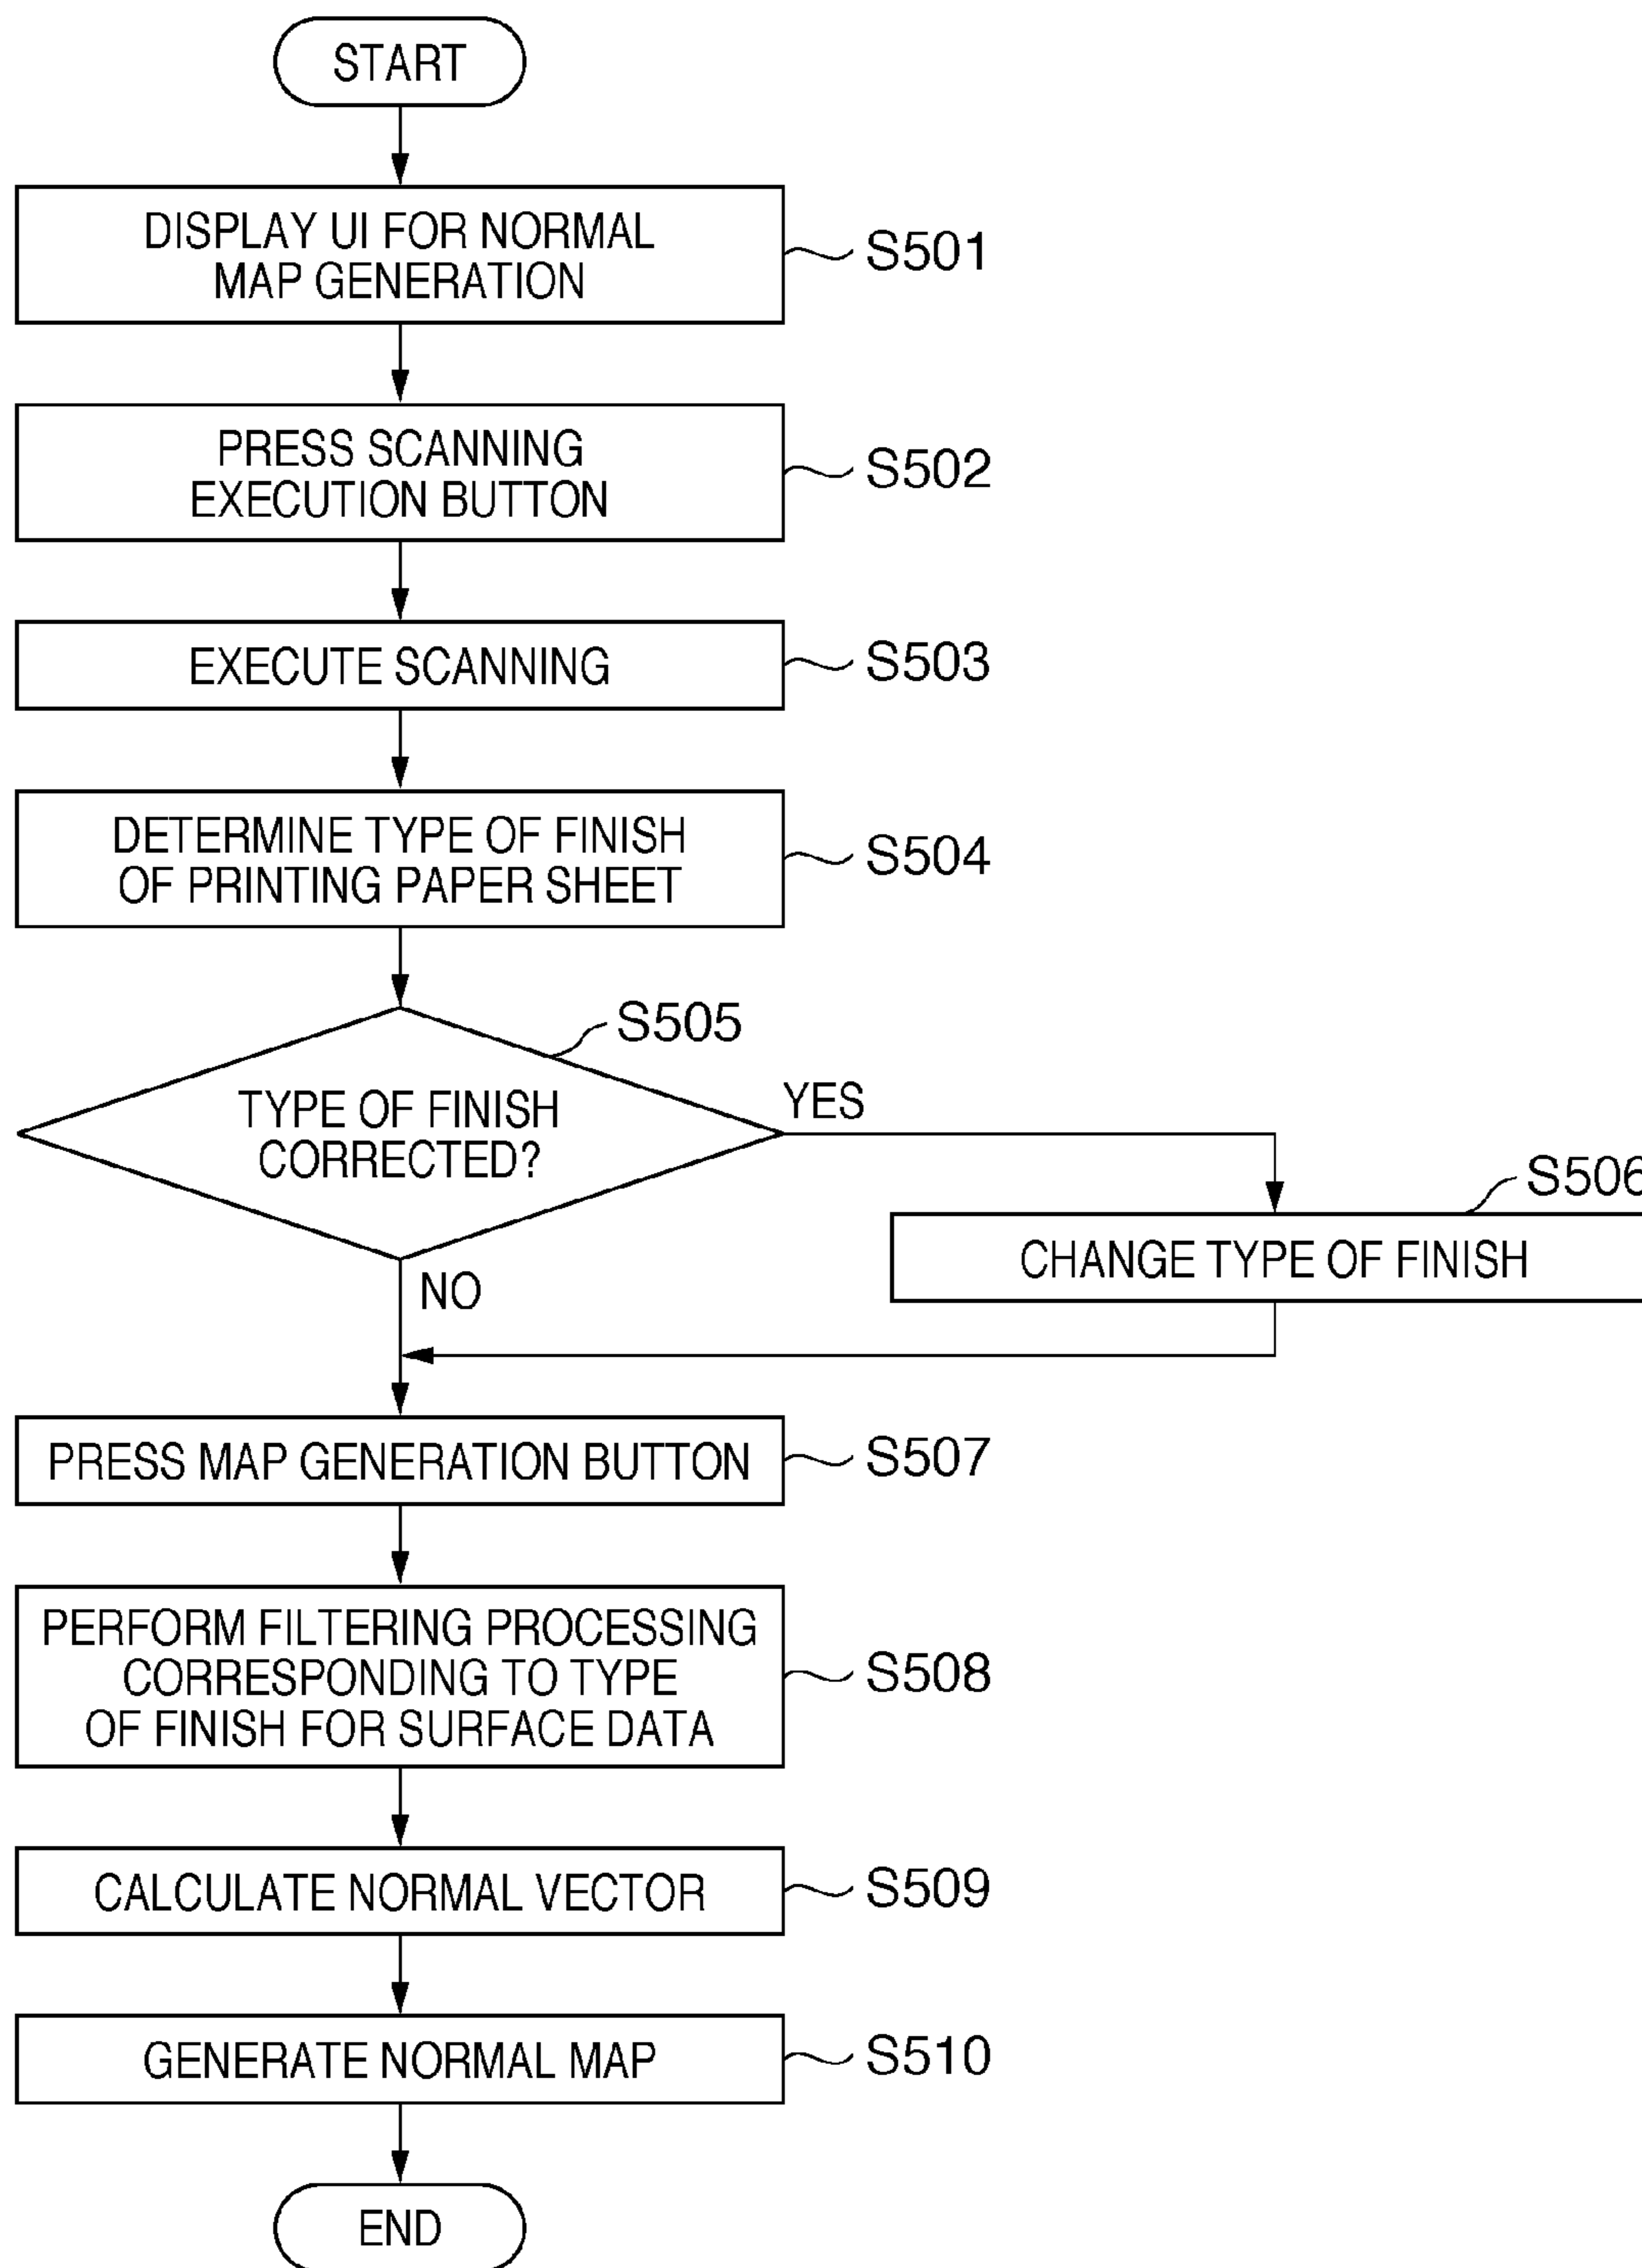 START
DISPLAY UI FOR NORMAL
MAP GENERATION
S501
PRESS SCANNING
EXECUTION BUTTON
S502
EXECUTE SCANNING
S503
DETERMINE TYPE OF FINISH
OF PRINTING PAPER SHEET
S504
S505
TYPE OF FINISH
CORRECTED?
YES
S506
CHANGE TYPE OF FINISH
NO
PRESS MAP GENERATION BUTTON
S507
PERFORM FILTERING PROCESSING
CORRESPONDING TO TYPE
OF FINISH FOR SURFACE DATA
S508
CALCULATE NORMAL VECTOR
S509
GENERATE NORMAL MAP
S510
END